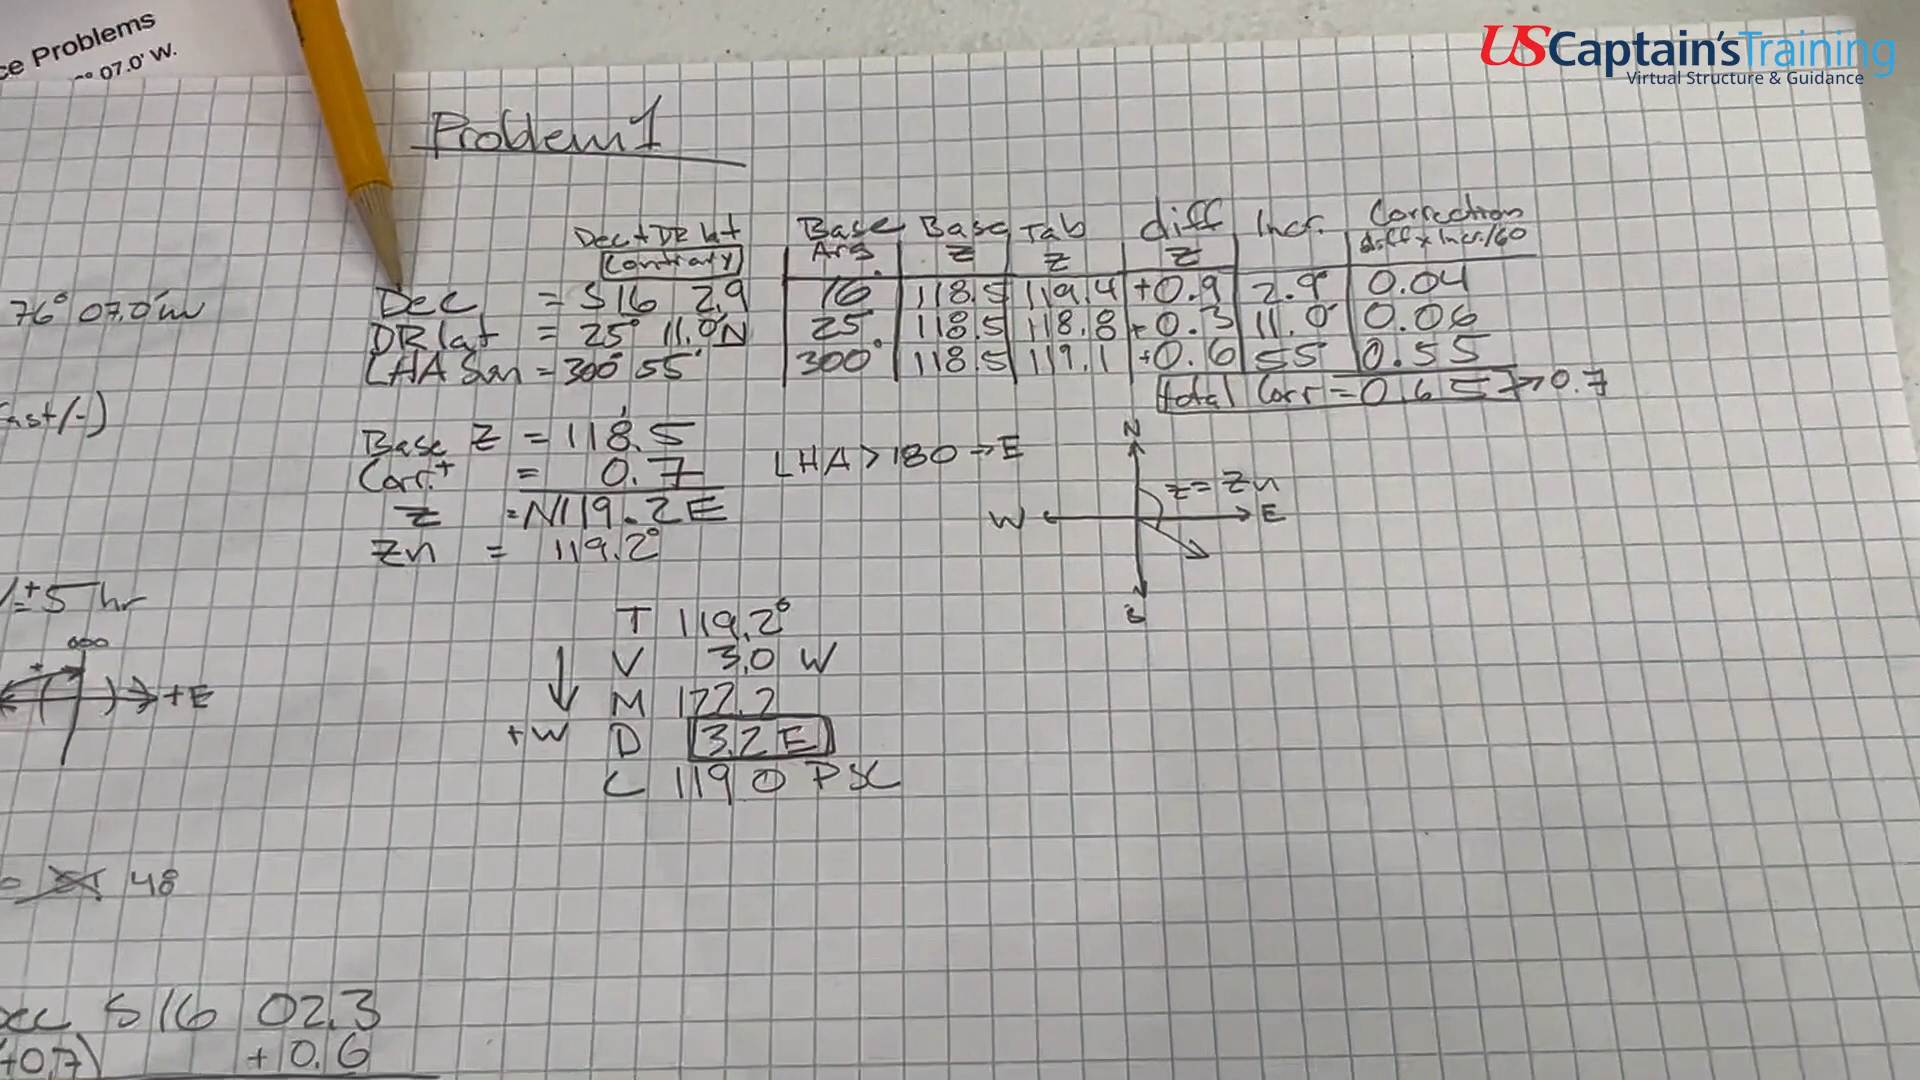 USCaptain'sTraining
Virtual Structure & Guidance
ce Problems
07.0' W.
Problem 1
Dec + DR lat
Contrary
Base Arg. Base Z Tab Z diff Z Incr. Correction diff x Incr./60
Dec = S16 2.9 16° 118.5 119.4 +0.9 2.9' 0.04
DR lat = 25° 11.0' N 25° 118.5 118.8 +0.3 11.0' 0.06
LHA Sun = 300° 55' 300° 118.5 119.1 +0.6 55' 0.55
Total Corr = 0.65 → 0.7
76° 07.0' W
Fast/-)
Base Z = 118.5
Corr.+ = 0.7
Z = N119.2E
Zn = 119.2°
LHA > 180 → E
N
Z = Zn
W
E
S
±5 hr
000
+E
T 119.2°
V 3.0 W
M 122.2
+W D 3.2 E
C 119.0 PSC
48
Dec S16 02.3
+0.7) +0.6